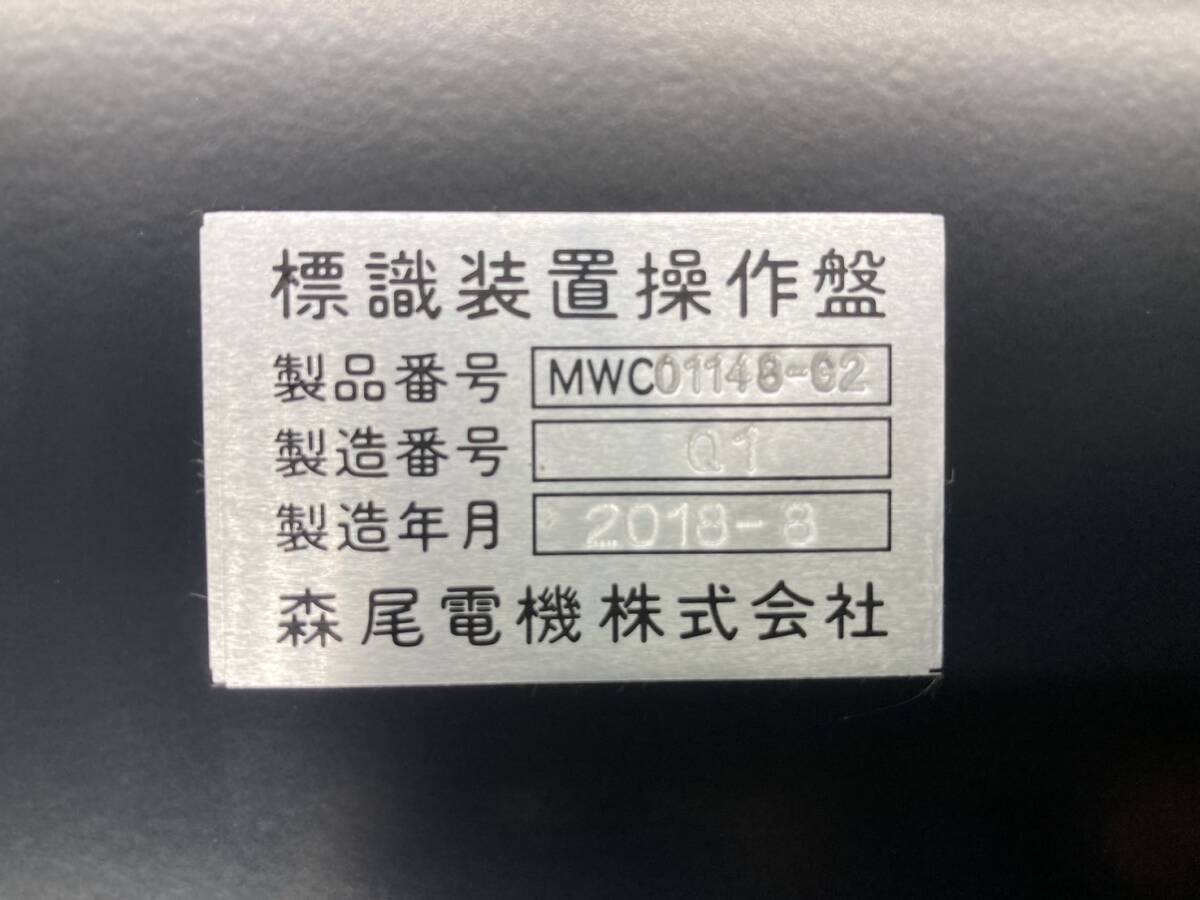 標識装置操作盤
製品番号 MWC01148-02
製造番号 Q1
製造年月 2018-8
森尾電機株式会社